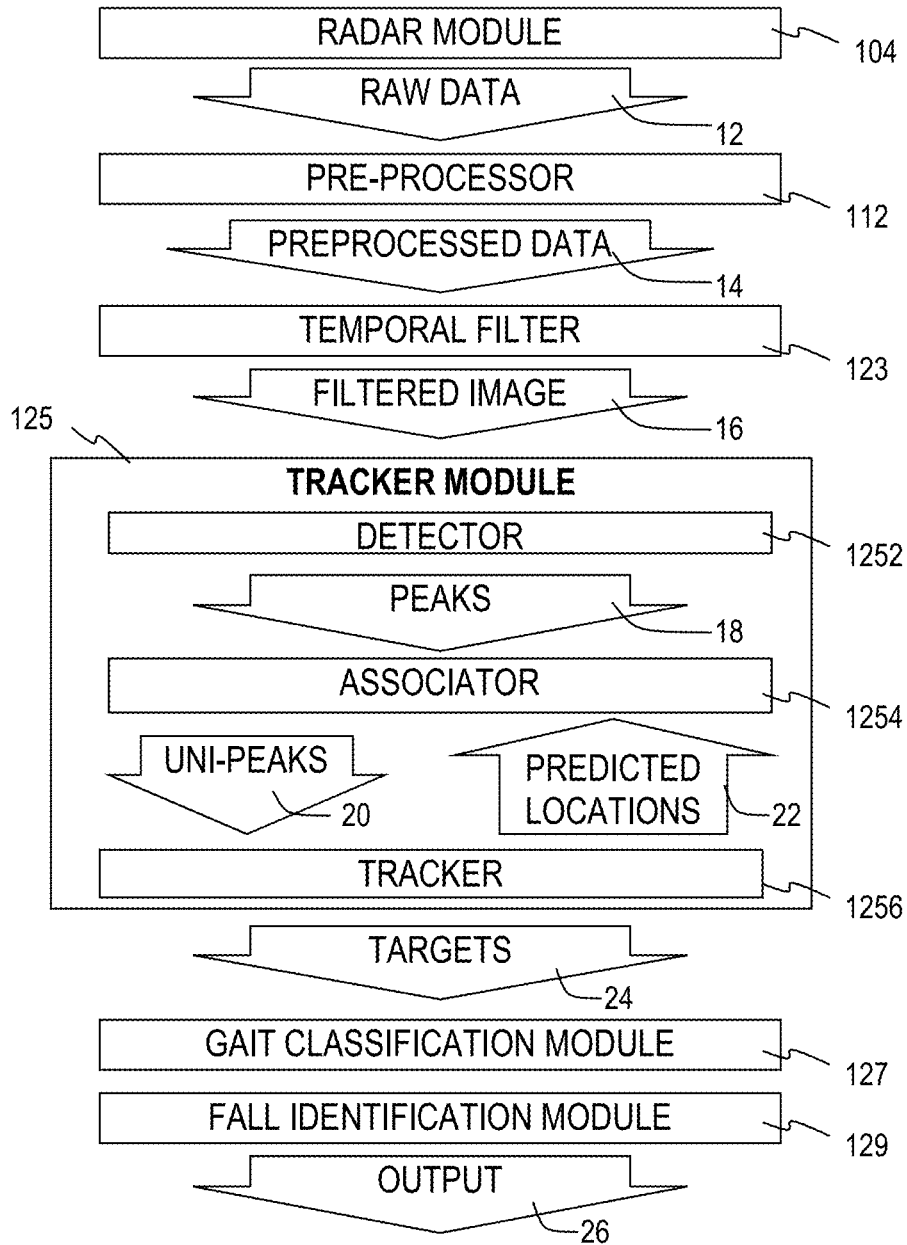 RADAR MODULE
104
RAW DATA
12
PRE-PROCESSOR
112
PREPROCESSED DATA
14
TEMPORAL FILTER
123
FILTERED IMAGE
16
125
TRACKER MODULE
DETECTOR
1252
PEAKS
18
ASSOCIATOR
1254
UNI-PEAKS
20
PREDICTED
LOCATIONS
22
TRACKER
1256
TARGETS
24
GAIT CLASSIFICATION MODULE
127
FALL IDENTIFICATION MODULE
129
OUTPUT
26